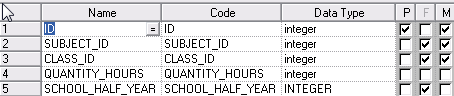 Name Code Data Type P F M
1 ID = ID integer
2 SUBJECT_ID SUBJECT_ID integer
3 CLASS_ID CLASS_ID integer
4 QUANTITY_HOURS QUANTITY_HOURS integer
5 SCHOOL_HALF_YEAR SCHOOL_HALF_YEAR INTEGER